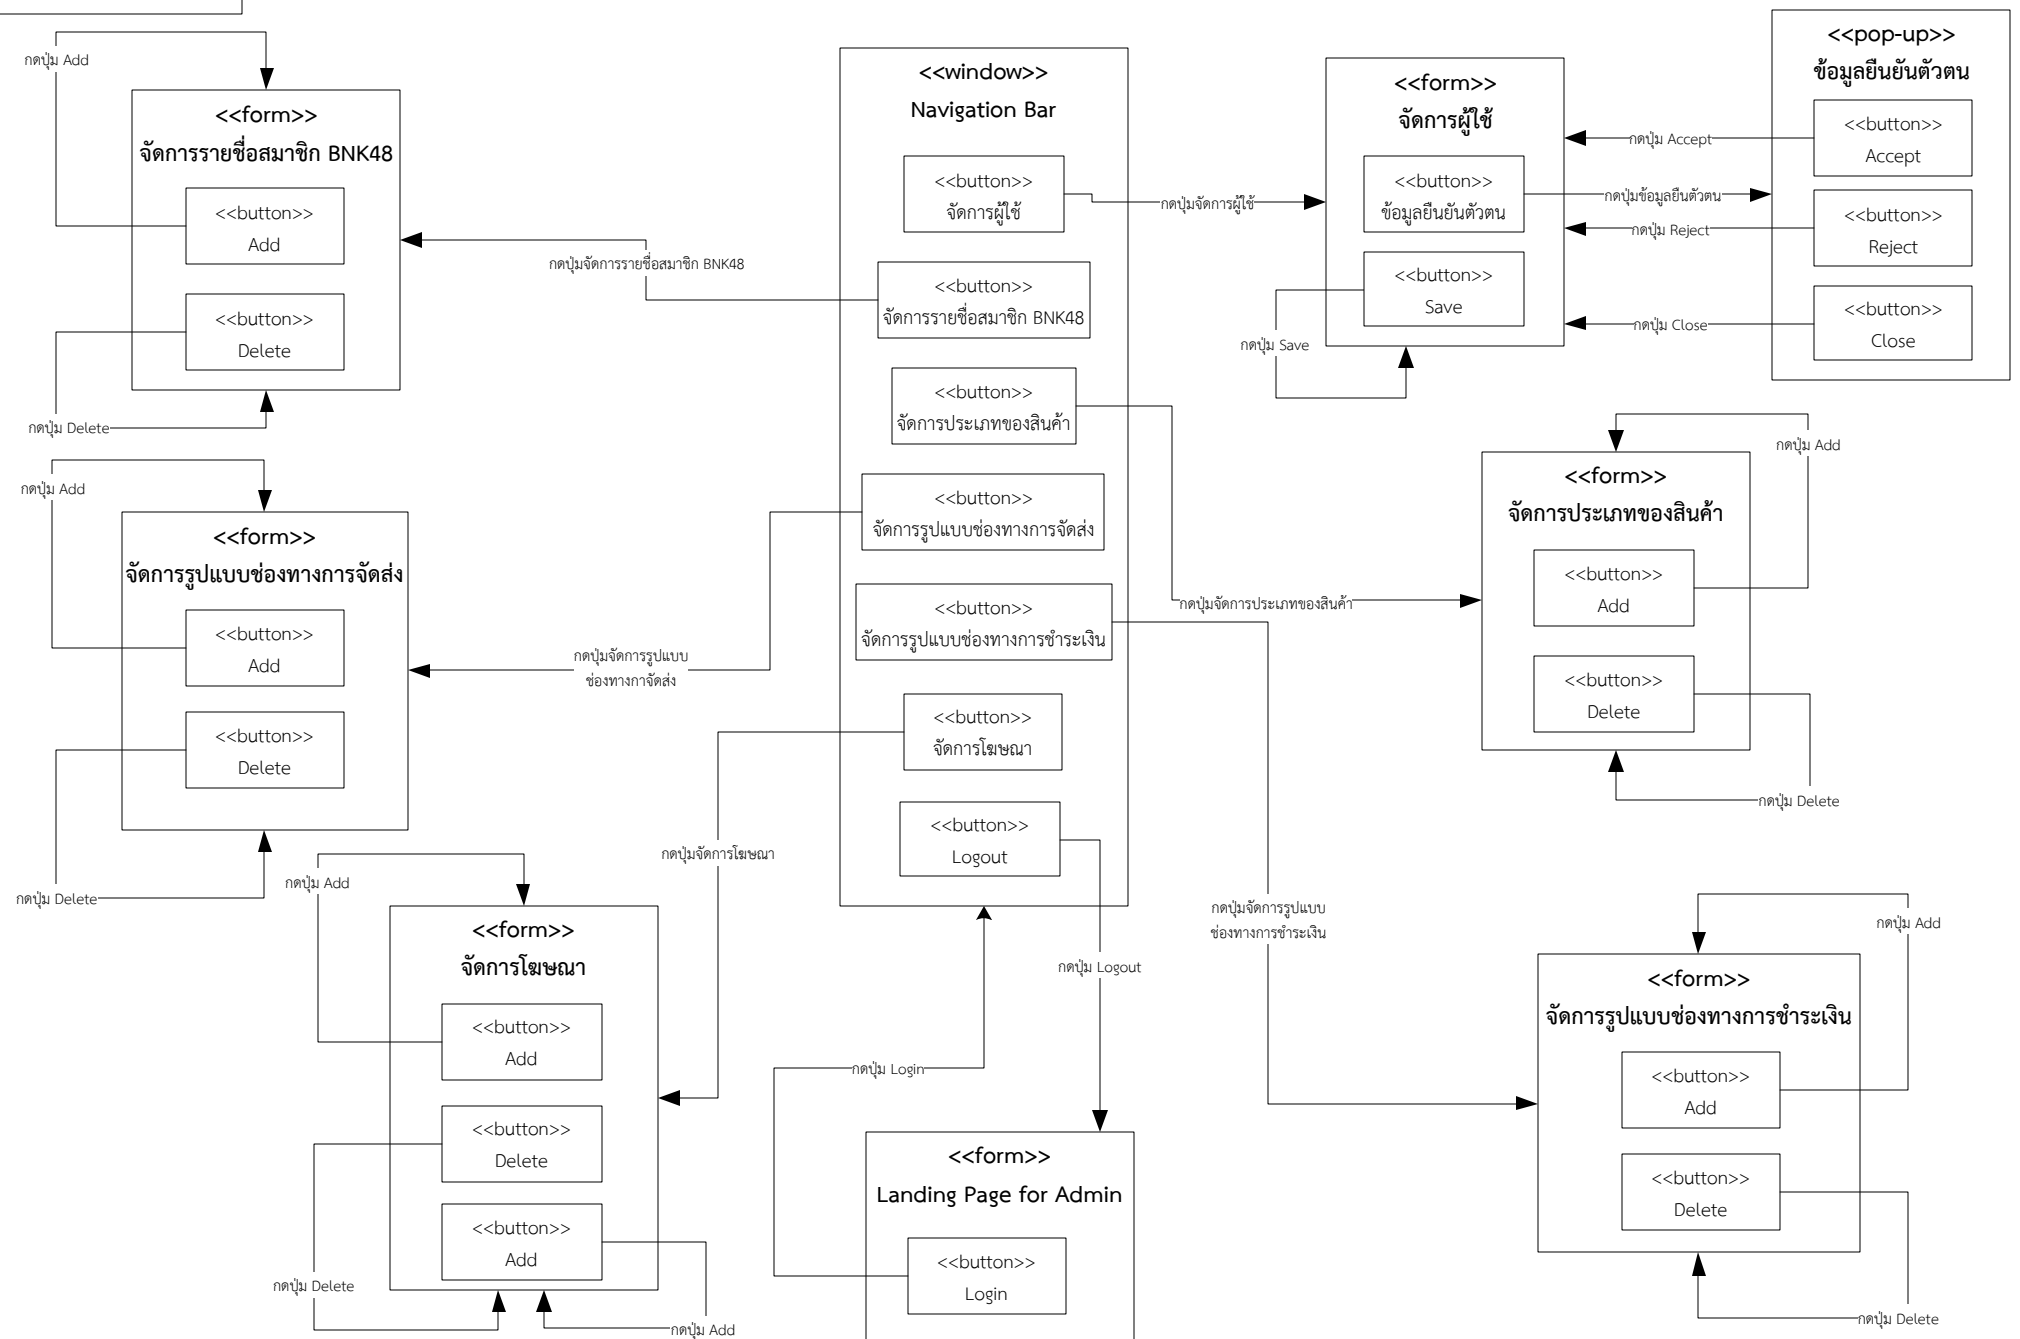 กดปุ่ม Add
<<form>>
จัดการรายชื่อสมาชิก BNK48
<<button>>
Add
<<button>>
Delete
กดปุ่ม Delete
กดปุ่ม Add
<<form>>
จัดการรูปแบบช่องทางการจัดส่ง
<<button>>
Add
<<button>>
Delete
กดปุ่ม Delete
กดปุ่ม Add
<<form>>
จัดการโฆษณา
<<button>>
Add
<<button>>
Delete
<<button>>
Add
กดปุ่ม Delete
กดปุ่ม Add
กดปุ่มจัดการรายชื่อสมาชิก BNK48
กดปุ่มจัดการรูปแบบ
ช่องทางกาจัดส่ง
กดปุ่มจัดการโฆษณา
<<window>>
Navigation Bar
<<button>>
จัดการผู้ใช้
<<button>>
จัดการรายชื่อสมาชิก BNK48
<<button>>
จัดการประเภทของสินค้า
<<button>>
จัดการรูปแบบช่องทางการจัดส่ง
<<button>>
จัดการรูปแบบช่องทางการชำระเงิน
<<button>>
จัดการโฆษณา
<<button>>
Logout
กดปุ่ม Logout
กดปุ่ม Login
<<form>>
Landing Page for Admin
<<button>>
Login
กดปุ่มจัดการผู้ใช้
<<form>>
จัดการผู้ใช้
<<button>>
ข้อมูลยืนยันตัวตน
<<button>>
Save
กดปุ่ม Save
กดปุ่ม Accept
กดปุ่มข้อมูลยืนยันตัวตน
กดปุ่ม Reject
กดปุ่ม Close
<<pop-up>>
ข้อมูลยืนยันตัวตน
<<button>>
Accept
<<button>>
Reject
<<button>>
Close
กดปุ่มจัดการประเภทของสินค้า
กดปุ่ม Add
<<form>>
จัดการประเภทของสินค้า
<<button>>
Add
<<button>>
Delete
กดปุ่ม Delete
กดปุ่มจัดการรูปแบบ
ช่องทางการชำระเงิน
กดปุ่ม Add
<<form>>
จัดการรูปแบบช่องทางการชำระเงิน
<<button>>
Add
<<button>>
Delete
กดปุ่ม Delete